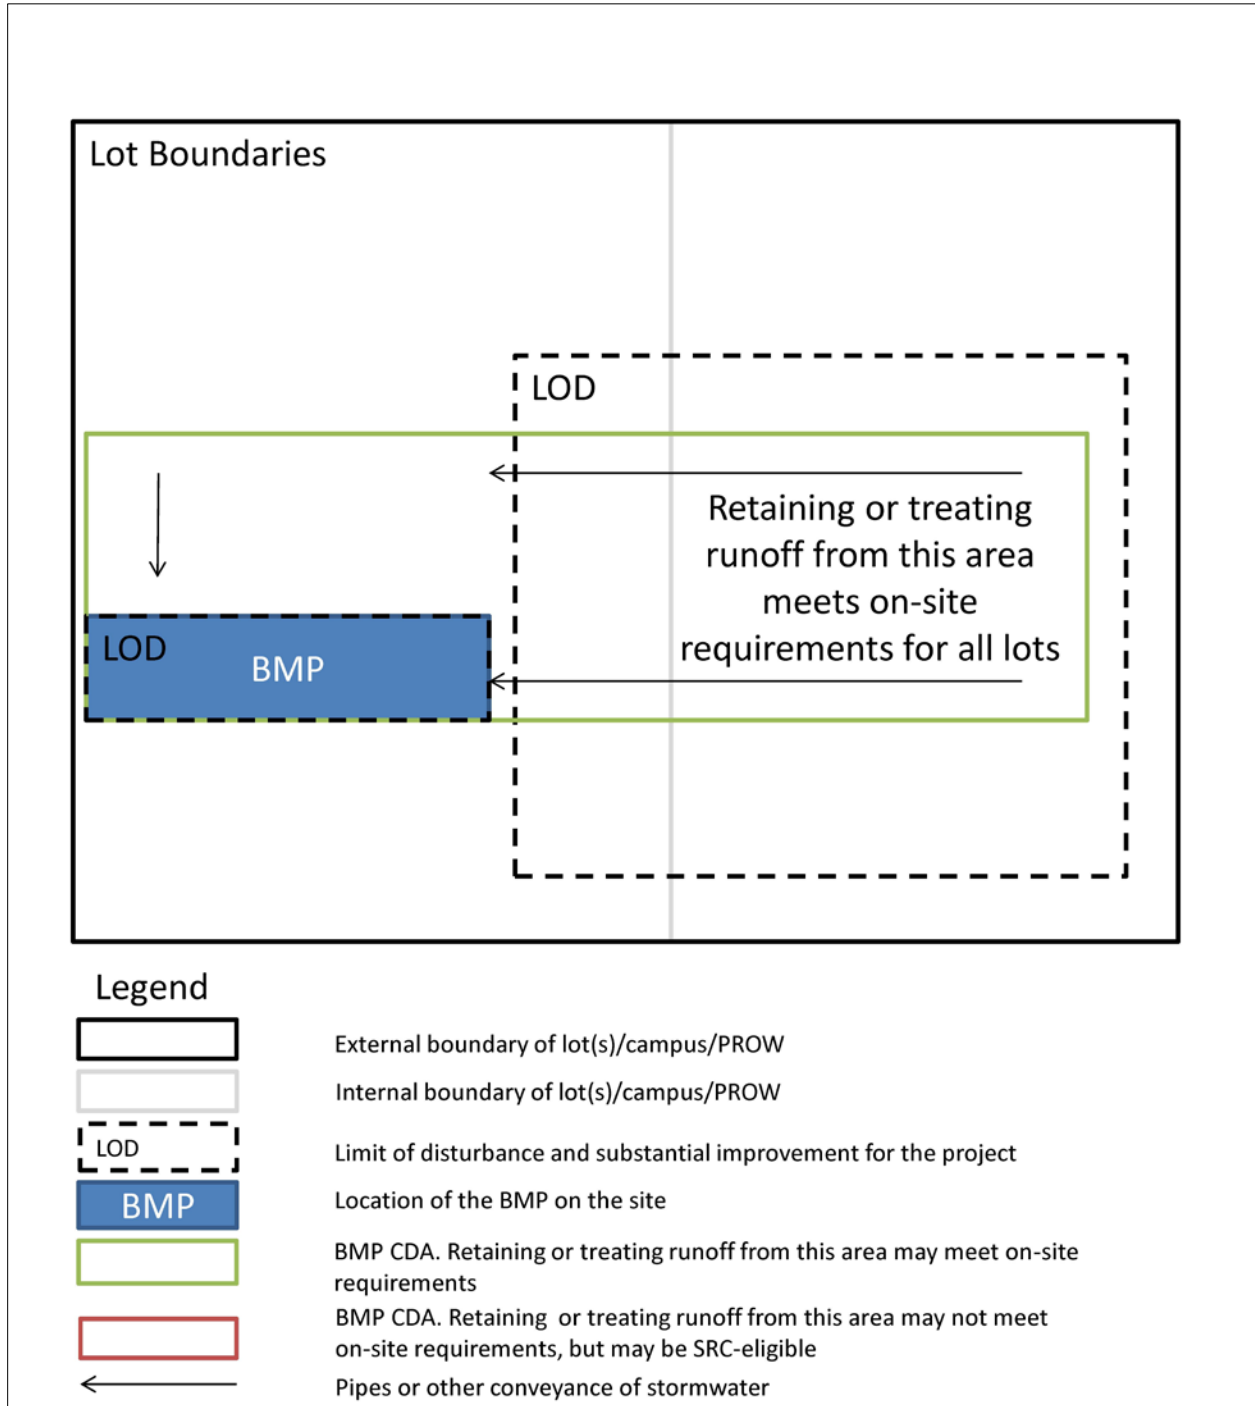 Lot Boundaries
LOD
Retaining or treating
runoff from this area
meets on-site
requirements for all lots
LOD
BMP
Legend
External boundary of lot(s)/campus/PROW
Internal boundary of lot(s)/campus/PROW
LOD
Limit of disturbance and substantial improvement for the project
BMP
Location of the BMP on the site
BMP CDA. Retaining or treating runoff from this area may meet on-site
requirements
BMP CDA. Retaining or treating runoff from this area may not meet
on-site requirements, but may be SRC-eligible
Pipes or other conveyance of stormwater